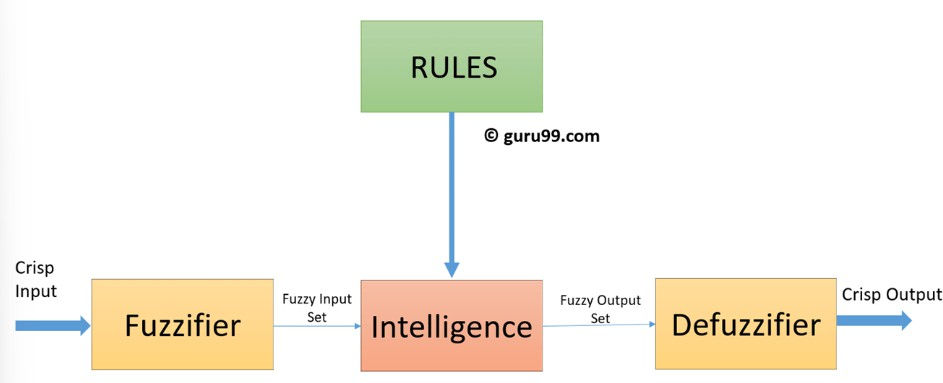 RULES
© guru99.com
Crisp
Input
Fuzzifier
Fuzzy Input
Set
Intelligence
Fuzzy Output
Set
Defuzzifier
Crisp Output